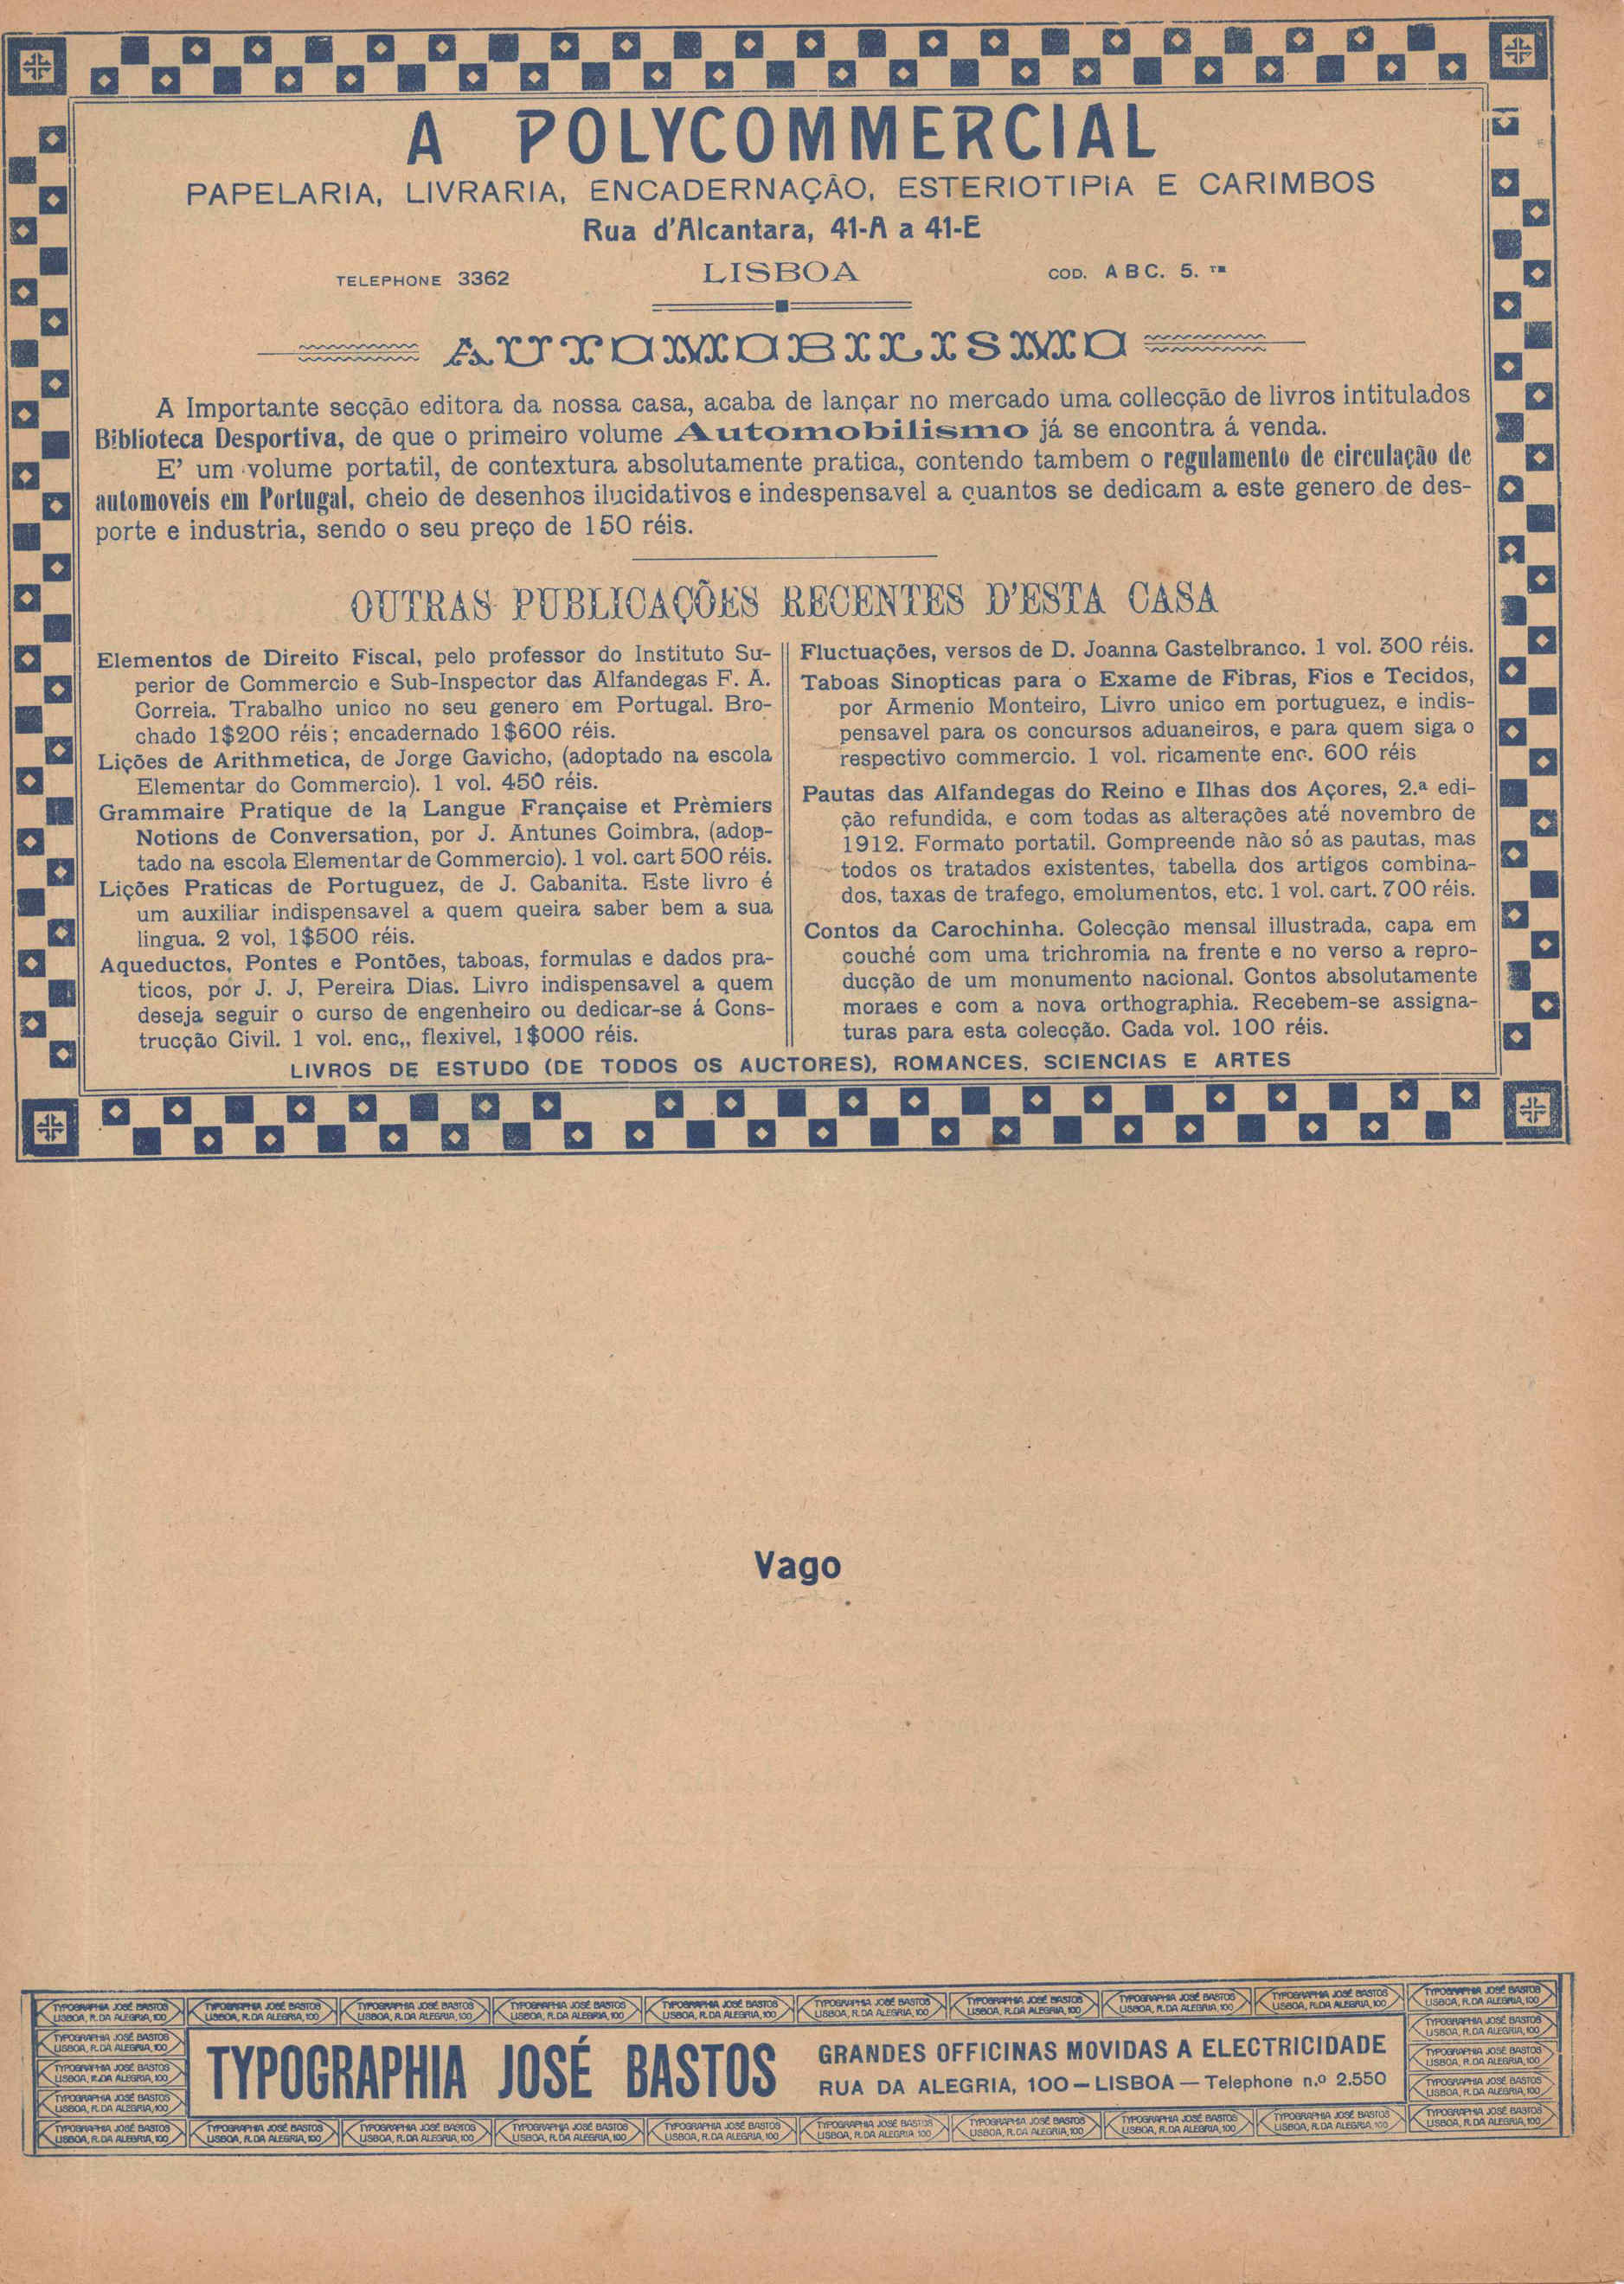 A POLYCOMMERCIAL
PAPELARIA, LIVRARIA, ENCADERNAÇÃO, ESTERIOTIPIA E CARIMBOS
Rua d'Alcantara, 41-A a 41-E
TELEPHONE 3362 LISBOA COD. A B C. 5.
AUTOMOBILISMO
A Importante secção editora da nossa casa, acaba de lançar no mercado uma collecção de livros intitulados
Biblioteca Desportiva, de que o primeiro volume Automobilismo já se encontra á venda.
E' um volume portatil, de contextura absolutamente pratica, contendo tambem o regulamento de circulação de
automoveis em Portugal, cheio de desenhos ilucidativos e indespensavel a quantos se dedicam a este genero de des-
porte e industria, sendo o seu preço de 150 réis.
OUTRAS PUBLICAÇÕES RECENTES D'ESTA CASA
Elementos de Direito Fiscal, pelo professor do Instituto Su-
perior de Commercio e Sub-Inspector das Alfandegas F. A.
Correia. Trabalho unico no seu genero em Portugal. Bro-
chado 1$200 réis; encadernado 1$600 réis.
Lições de Arithmetica, de Jorge Gavicho, (adoptado na escola
Elementar do Commercio). 1 vol. 450 réis.
Grammaire Pratique de la Langue Française et Prèmiers
Notions de Conversation, por J. Antunes Coimbra, (adop-
tado na escola Elementar de Commercio). 1 vol. cart 500 réis.
Lições Praticas de Portuguez, de J. Cabanita. Este livro é
um auxiliar indispensavel a quem queira saber bem a sua
lingua. 2 vol, 1$500 réis.
Aqueductos, Pontes e Pontões, taboas, formulas e dados pra-
ticos, por J. J, Pereira Dias. Livro indispensavel a quem
deseja seguir o curso de engenheiro ou dedicar-se á Cons-
trucção Civil. 1 vol. enc,, flexivel, 1$000 réis.
Fluctuações, versos de D. Joanna Castelbranco. 1 vol. 300 réis.
Taboas Sinopticas para o Exame de Fibras, Fios e Tecidos,
por Armenio Monteiro, Livro unico em portuguez, e indis-
pensavel para os concursos aduaneiros, e para quem siga o
respectivo commercio. 1 vol. ricamente enc. 600 réis
Pautas das Alfandegas do Reino e Ilhas dos Açores, 2.ª edi-
ção refundida, e com todas as alterações até novembro de
1912. Formato portatil. Compreende não só as pautas, mas
todos os tratados existentes, tabella dos artigos combina-
dos, taxas de trafego, emolumentos, etc. 1 vol. cart. 700 réis.
Contos da Carochinha. Colecção mensal illustrada, capa em
couché com uma trichromia na frente e no verso a repro-
ducção de um monumento nacional. Contos absolutamente
moraes e com a nova orthographia. Recebem-se assigna-
turas para esta colecção. Cada vol. 100 réis.
LIVROS DE ESTUDO (DE TODOS OS AUCTORES), ROMANCES, SCIENCIAS E ARTES
Vago
TYPOGRAPHIA JOSÉ BASTOS
LISBOA, R. DA ALEGRIA, 100
TYPOGRAPHIA JOSÉ BASTOS
GRANDES OFFICINAS MOVIDAS A ELECTRICIDADE
RUA DA ALEGRIA, 100 — LISBOA — Telephone n.º 2.550